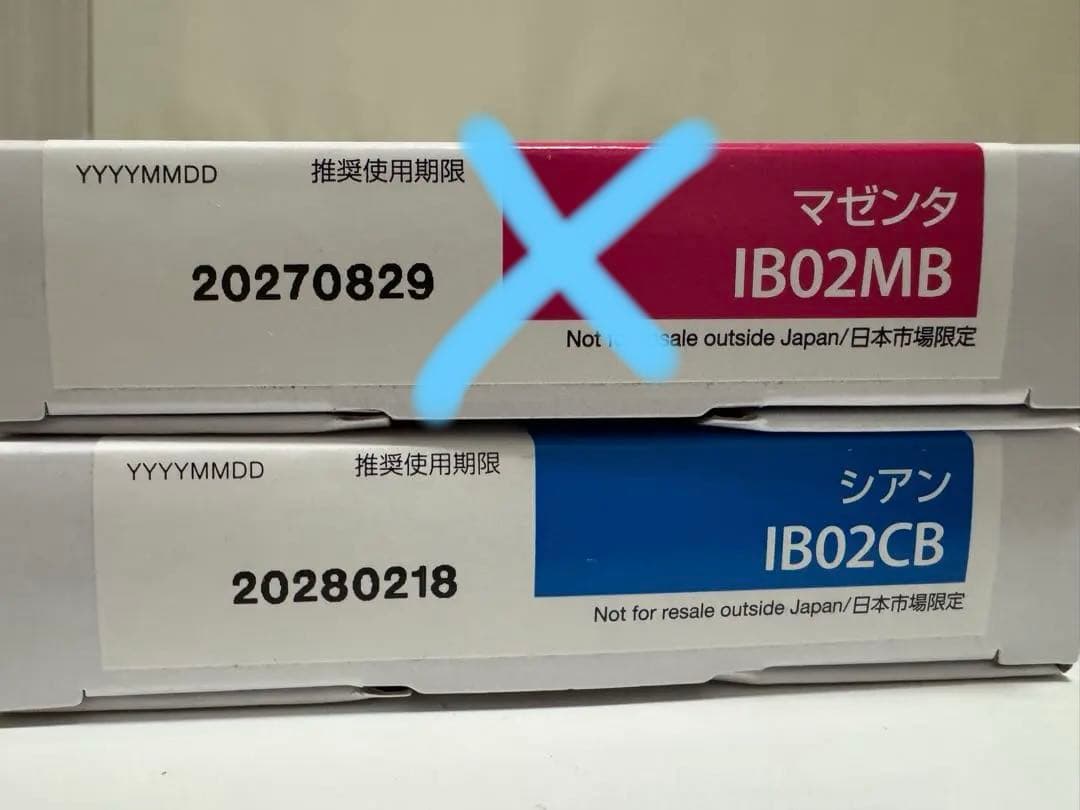 YYYYMMDD 推奨使用期限
マゼンタ
20270829 IB02MB
Not resale outside Japan/日本市場限定
YYYYMMDD 推奨使用期限
シアン
20280218 IB02CB
Not for resale outside Japan/日本市場限定